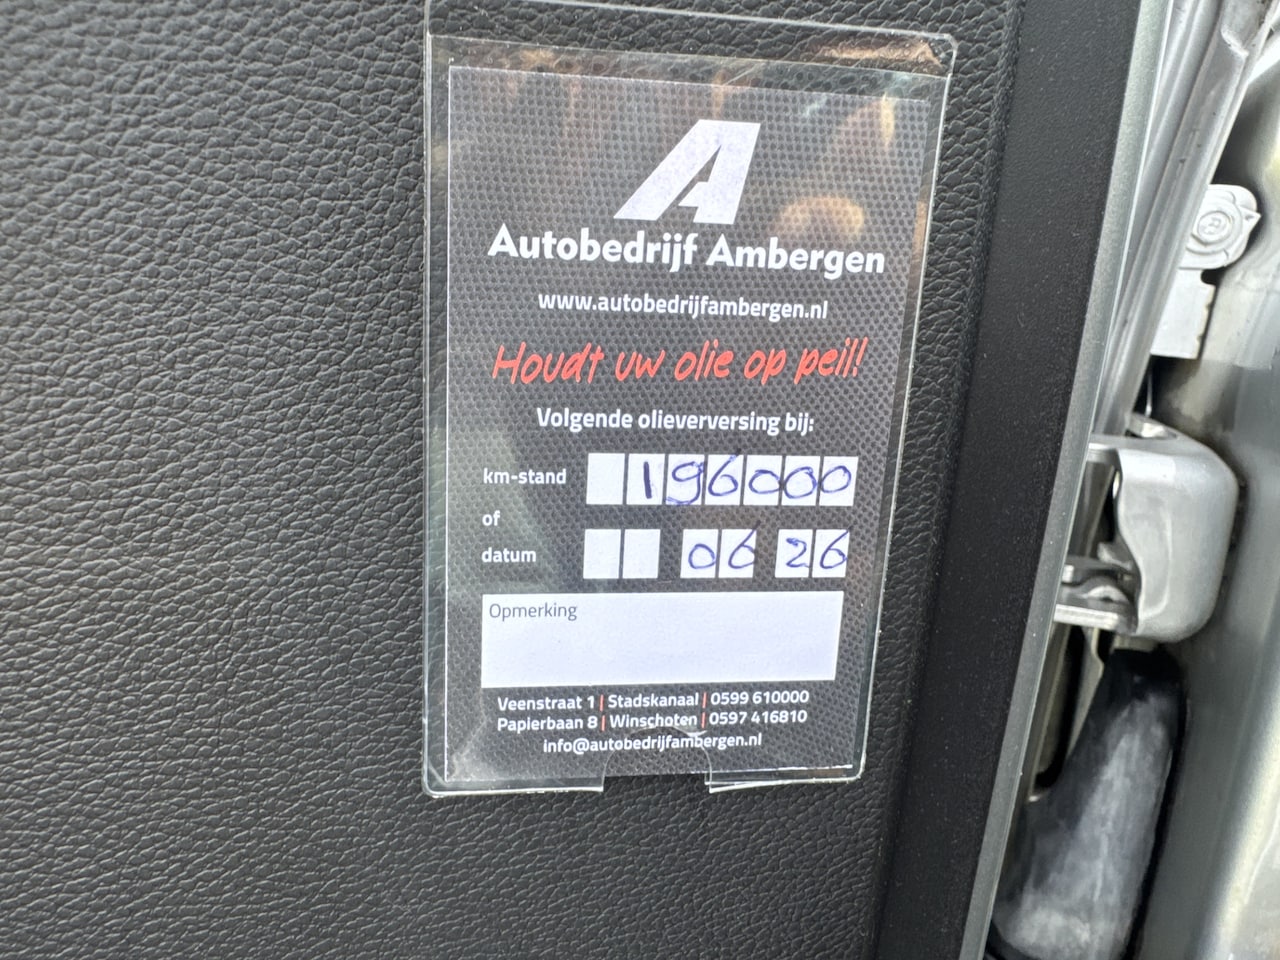 A
Autobedrijf Ambergen
www.autobedrijfambergen.nl
Houdt uw olie op peil!
Volgende olieverversing bij:
km-stand 196000
of
datum 06 26
Opmerking
Veenstraat 1 | Stadskanaal | 0599 610000
Papierbaan 8 | Winschoten | 0597 416810
info@autobedrijfambergen.nl